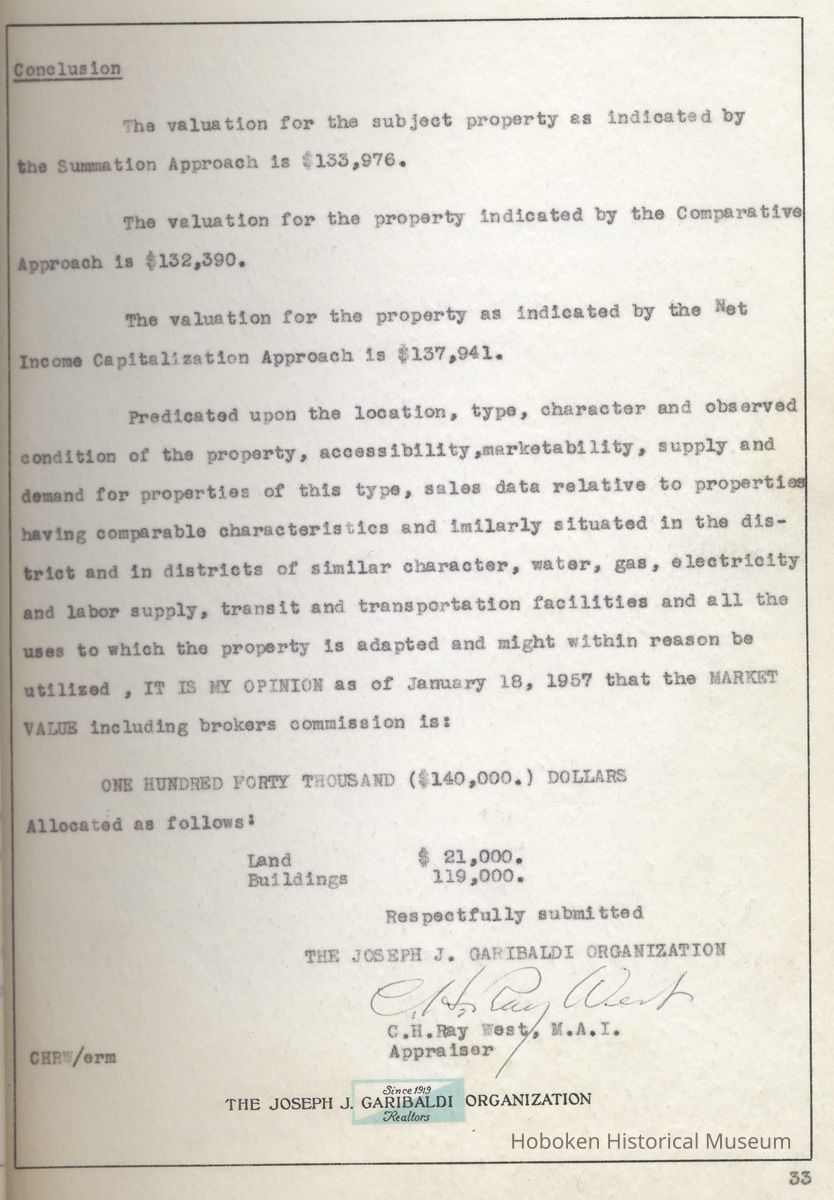 Conclusion
The valuation for the subject property as indicated by
the Summation Approach is $133,976.
The valuation for the property indicated by the Comparative
Approach is $132,390.
The valuation for the property as indicated by the Net
Income Capitalization Approach is $137,941.
Predicated upon the location, type, character and observed
condition of the property, accessibility,marketability, supply and
demand for properties of this type, sales data relative to properties
having comparable characteristics and imilarly situated in the dis-
trict and in districts of similar character, water, gas, electricity
and labor supply, transit and transportation facilities and all the
uses to which the property is adapted and might within reason be
utilized , IT IS MY OPINION as of January 18, 1957 that the MARKET
VALUE including brokers commission is:
ONE HUNDRED FORTY THOUSAND ($140,000.) DOLLARS
Allocated as follows:
Land $ 21,000.
Buildings 119,000.
Respectfully submitted
THE JOSEPH J. GARIBALDI ORGANIZATION
C. H. Ray West
C.H.Ray West, M.A.I.
CHRW/erm Appraiser
Since 1919
THE JOSEPH J. GARIBALDI ORGANIZATION
Realtors
Hoboken Historical Museum
33